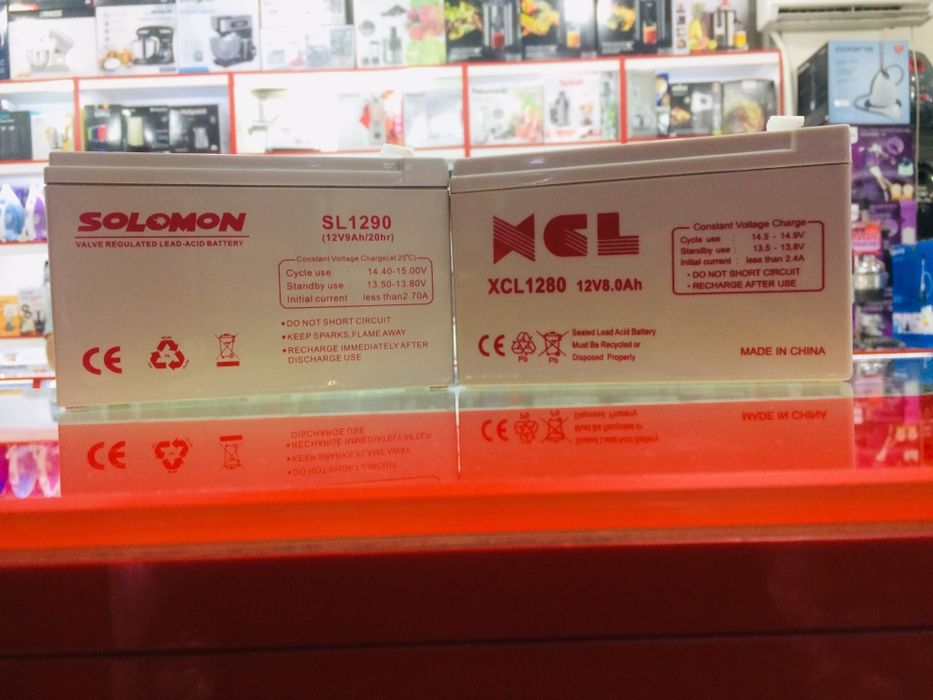 SOLOMON
VALVE REGULATED LEAD-ACID BATTERY
SL1290
(12V9Ah/20hr)
Constant Voltage Charge(at 25°C)
Cycle use : 14.40-15.00V
Standby use : 13.50-13.80V
Initial current : less than2.70A
•DO NOT SHORT CIRCUIT
•KEEP SPARKS,FLAME AWAY
•RECHARGE IMMEDIATELY AFTER
DISCHARGE USE
CE
Pb
XCL
XCL1280 12V8.0Ah
Constant Voltage Charge
Cycle use : 14.5 - 14.9V
Standby use : 13.5 - 13.8V
Initial current : less than 2.4A
• DO NOT SHORT CIRCUIT
• RECHARGE AFTER USE
CE
Pb
Pb
Sealed Lead Acid Battery
Must Be Recycled or
Disposed Properly
MADE IN CHINA